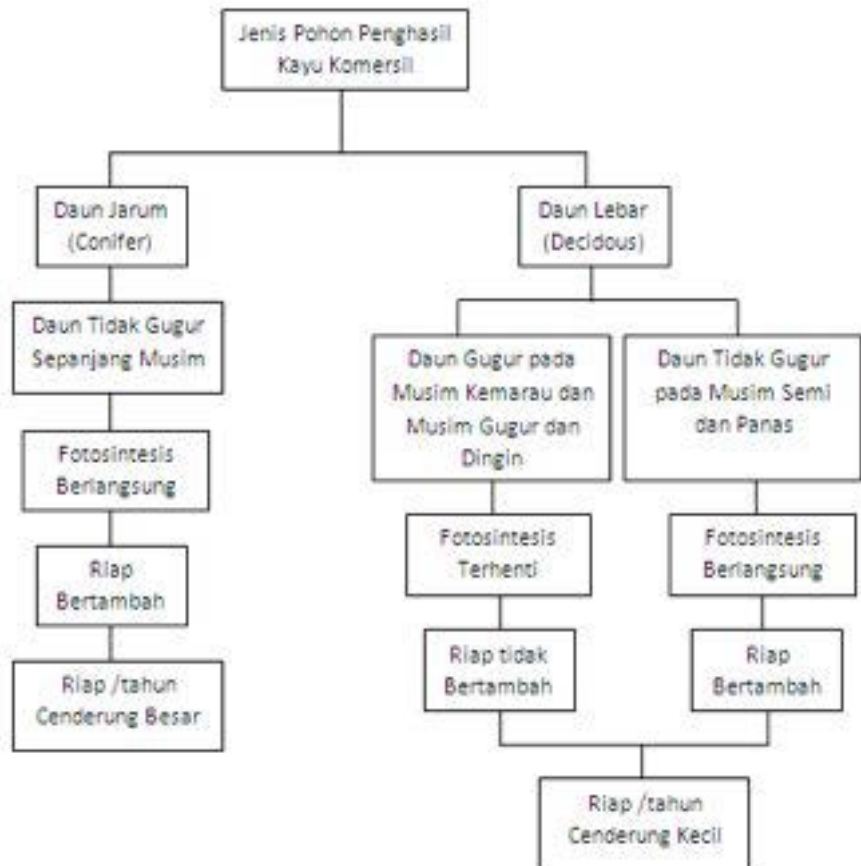 Jenis Pohon Penghasil
Kayu Komersil
Daun Jarum
(Conifer)
Daun Lebar
(Decidous)
Daun Tidak Gugur
Sepanjang Musim
Daun Gugur pada
Musim Kemarau dan
Musim Gugur dan
Dingin
Daun Tidak Gugur
pada Musim Semi
dan Panas
Fotosintesis
Berlangsung
Fotosintesis
Terhenti
Fotosintesis
Berlangsung
Riap
Bertambah
Riap tidak
Bertambah
Riap
Bertambah
Riap /tahun
Cenderung Besar
Riap /tahun
Cenderung Kecil